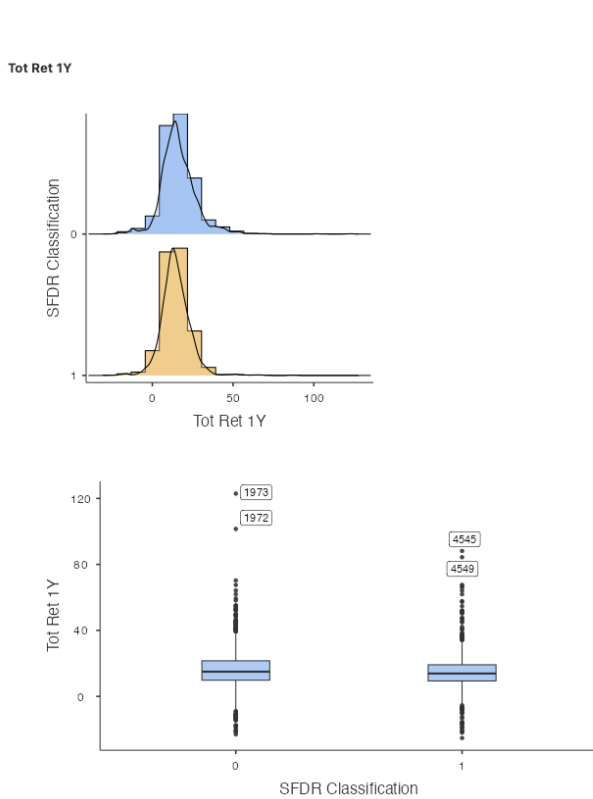 Tot Ret 1Y
SFDR Classification
0
1
0 50 100
Tot Ret 1Y
Tot Ret 1Y
120
80
40
0
1973
1972
4545
4549
0 1
SFDR Classification